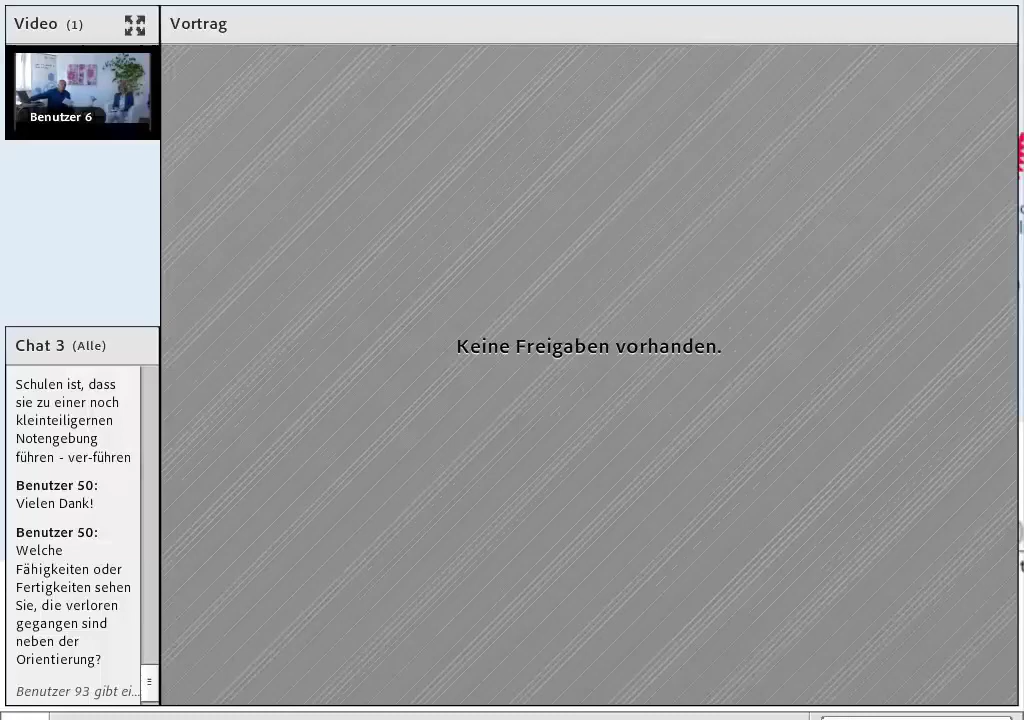 Video (1)
Vortrag
Benutzer 6
Keine Freigaben vorhanden.
Chat 3 (Alle)
Schulen ist, dass
sie zu einer noch
kleinteiligernen
Notengebung
führen - ver-führen
Benutzer 50:
Vielen Dank!
Benutzer 50:
Welche
Fähigkeiten oder
Fertigkeiten sehen
Sie, die verloren
gegangen sind
neben der
Orientierung?
Benutzer 93 gibt ei...